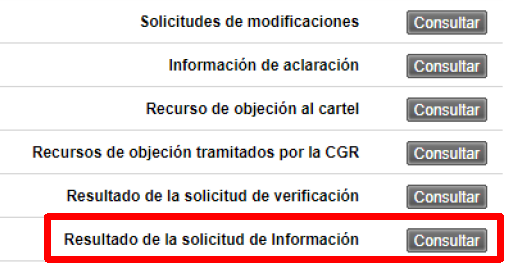 Solicitudes de modificaciones Consultar
Información de aclaración Consultar
Recurso de objeción al cartel Consultar
Recursos de objeción tramitados por la CGR Consultar
Resultado de la solicitud de verificación Consultar
Resultado de la solicitud de Información Consultar